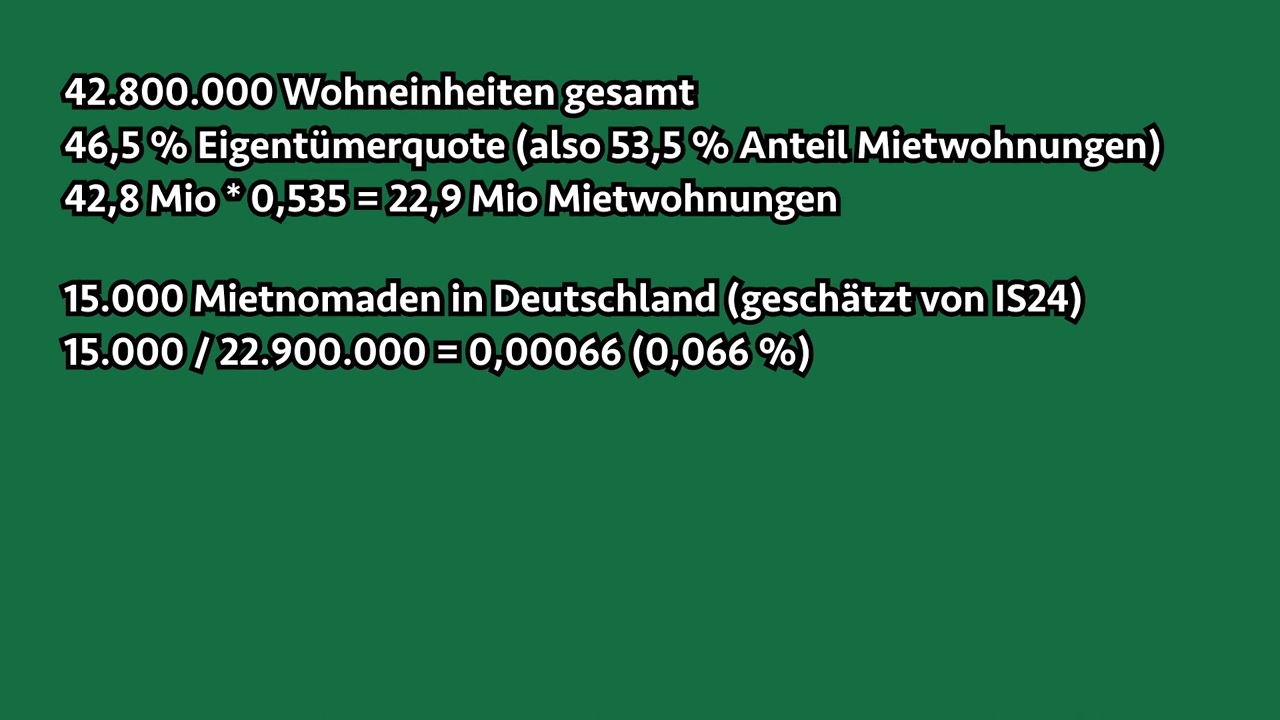 42.800.000 Wohneinheiten gesamt
46,5 % Eigentümerquote (also 53,5 % Anteil Mietwohnungen)
42,8 Mio * 0,535 = 22,9 Mio Mietwohnungen
15.000 Mietnomaden in Deutschland (geschätzt von IS24)
15.000 / 22.900.000 = 0,00066 (0,066 %)